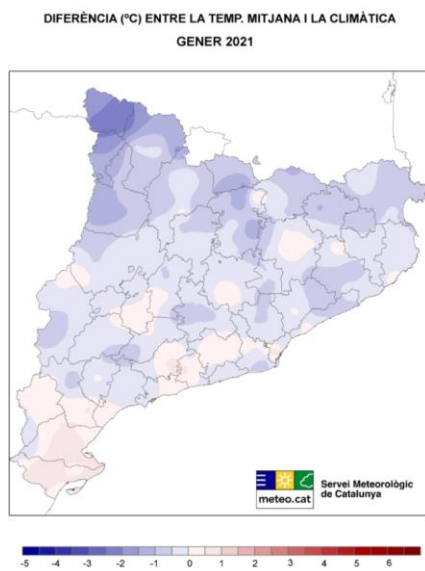 DIFERÈNCIA (ºC) ENTRE LA TEMP. MITJANA I LA CLIMÀTICA
GENER 2021
meteo.cat
Servei Meteorològic
de Catalunya
-5 -4 -3 -2 -1 0 1 2 3 4 5 6